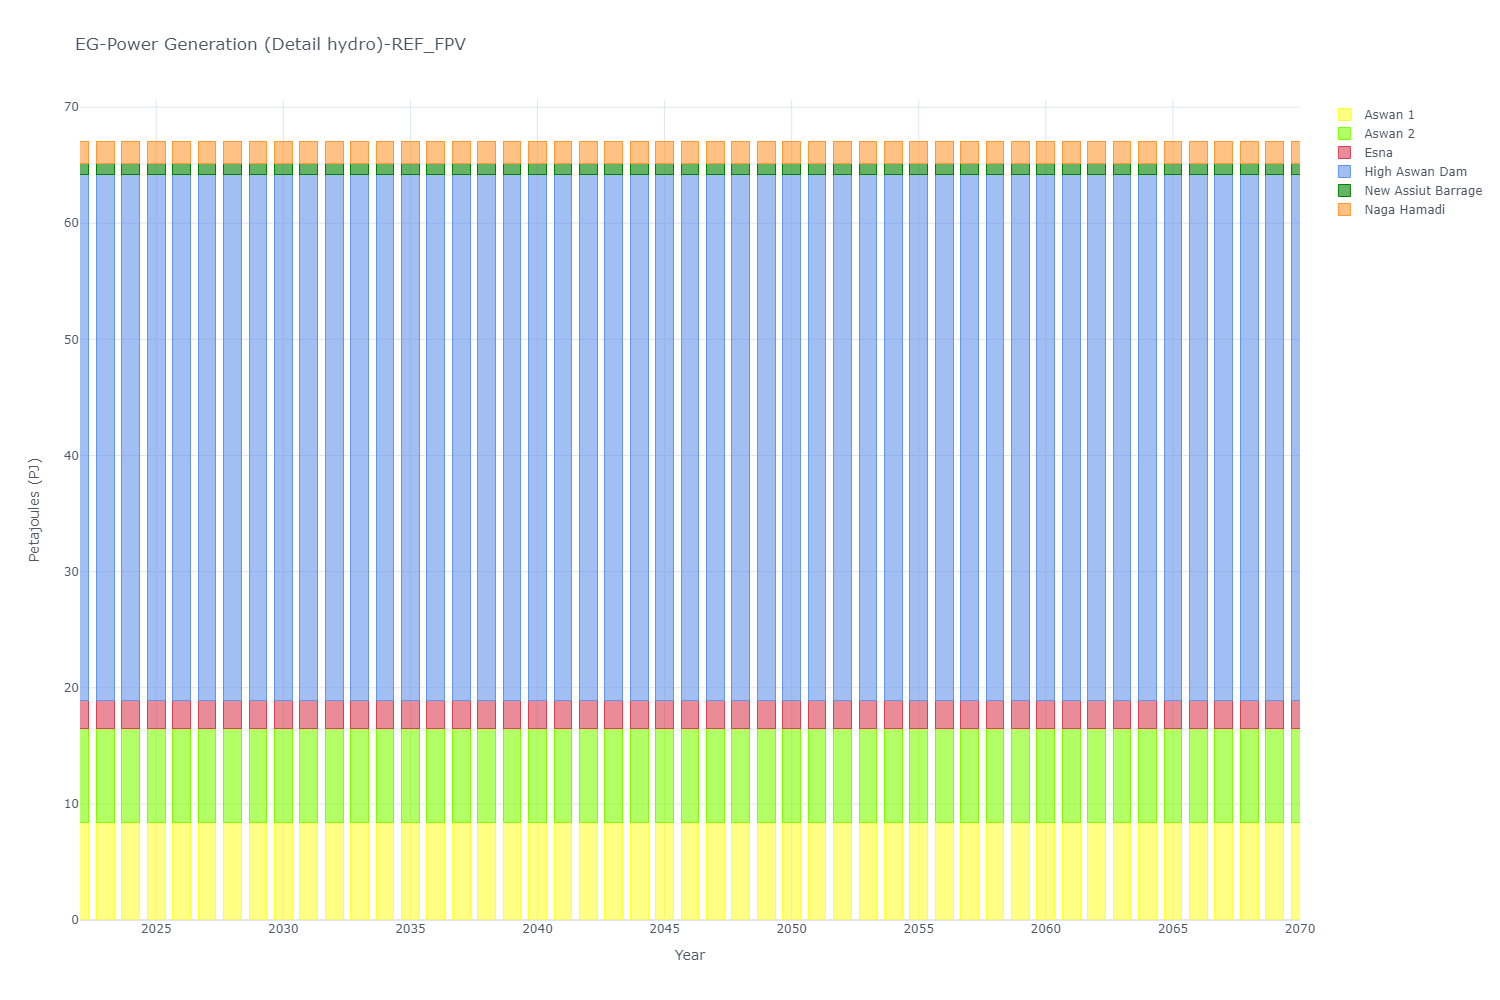 EG-Power Generation (Detail hydro)-REF_FPV
70
60
50
40
30
20
10
0
Petajoules (PJ)
2025 2030 2035 2040 2045 2050 2055 2060 2065 2070
Year
Aswan 1
Aswan 2
Esna
High Aswan Dam
New Assiut Barrage
Naga Hamadi